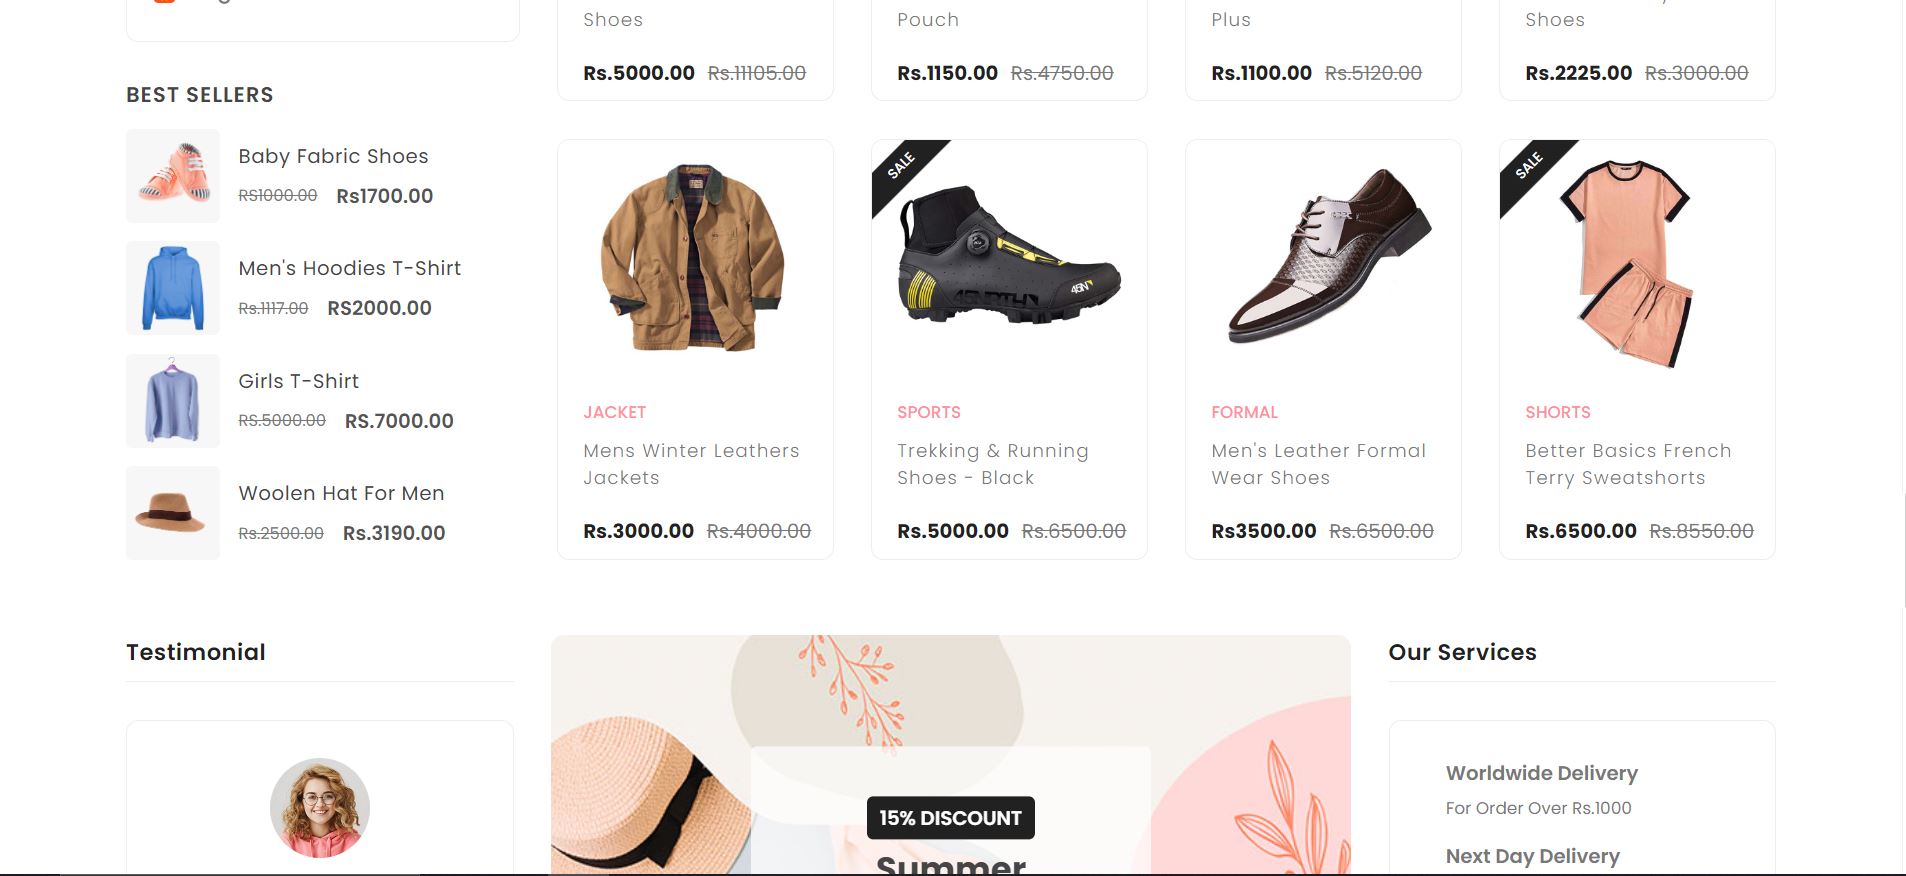 Shoes
Rs.5000.00 Rs.11105.00
Pouch
Rs.1150.00 Rs.4750.00
Plus
Rs.1100.00 Rs.5120.00
Shoes
Rs.2225.00 Rs.3000.00
BEST SELLERS
Baby Fabric Shoes
RS1000.00 Rs1700.00
Men's Hoodies T-Shirt
Rs.1117.00 RS2000.00
Girls T-Shirt
RS.5000.00 RS.7000.00
Woolen Hat For Men
Rs.2500.00 Rs.3190.00
JACKET
Mens Winter Leathers
Jackets
Rs.3000.00 Rs.4000.00
SALE
45NRTH
45N
SPORTS
Trekking & Running
Shoes - Black
Rs.5000.00 Rs.6500.00
FORMAL
Men's Leather Formal
Wear Shoes
Rs3500.00 Rs.6500.00
SALE
SHORTS
Better Basics French
Terry Sweatshorts
Rs.6500.00 Rs.8550.00
Testimonial
15% DISCOUNT
Summer
Our Services
Worldwide Delivery
For Order Over Rs.1000
Next Day Delivery